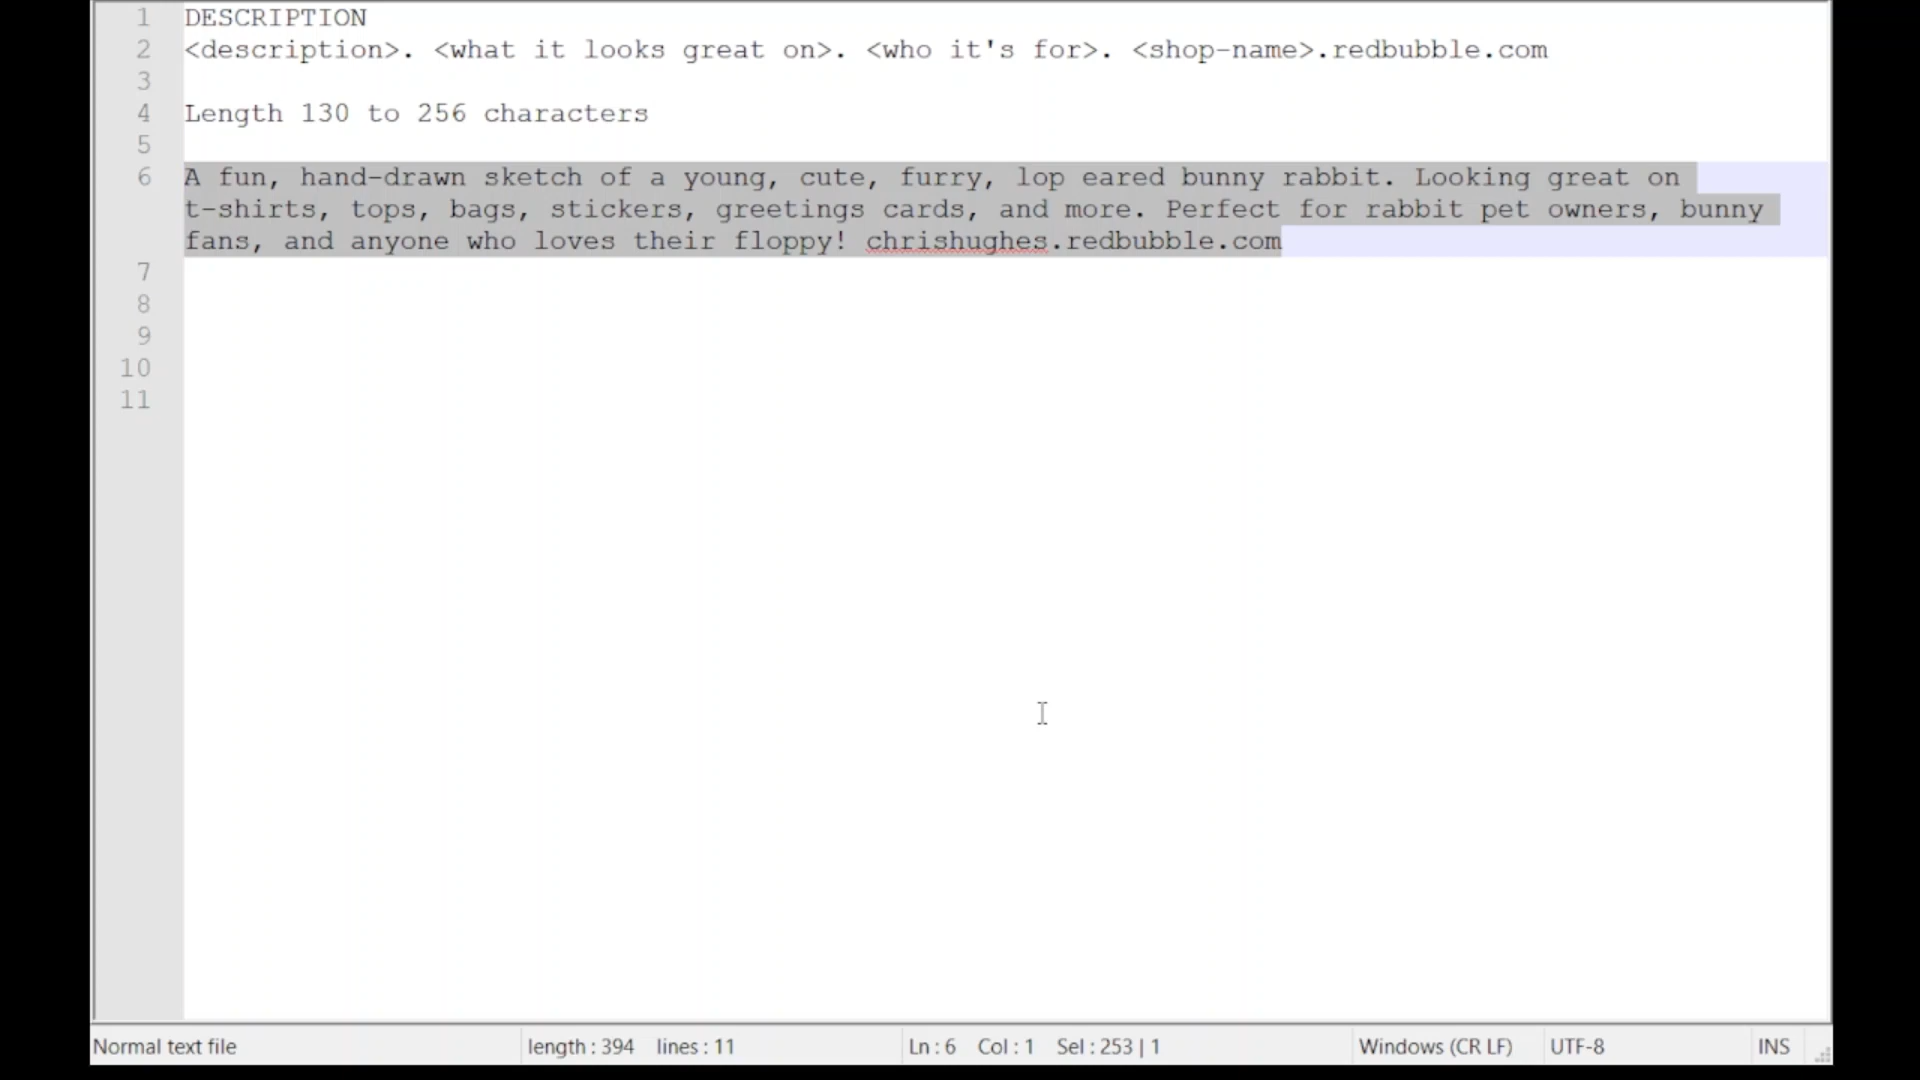 1 DESCRIPTION
2 <description>. <what it looks great on>. <who it's for>. <shop-name>.redbubble.com
3
4 Length 130 to 256 characters
5
6 A fun, hand-drawn sketch of a young, cute, furry, lop eared bunny rabbit. Looking great on
t-shirts, tops, bags, stickers, greetings cards, and more. Perfect for rabbit pet owners, bunny
fans, and anyone who loves their floppy! chrishughes.redbubble.com
7
8
9
10
11
Normal text file length : 394 lines : 11 Ln : 6 Col : 1 Sel : 253 | 1 Windows (CR LF) UTF-8 INS